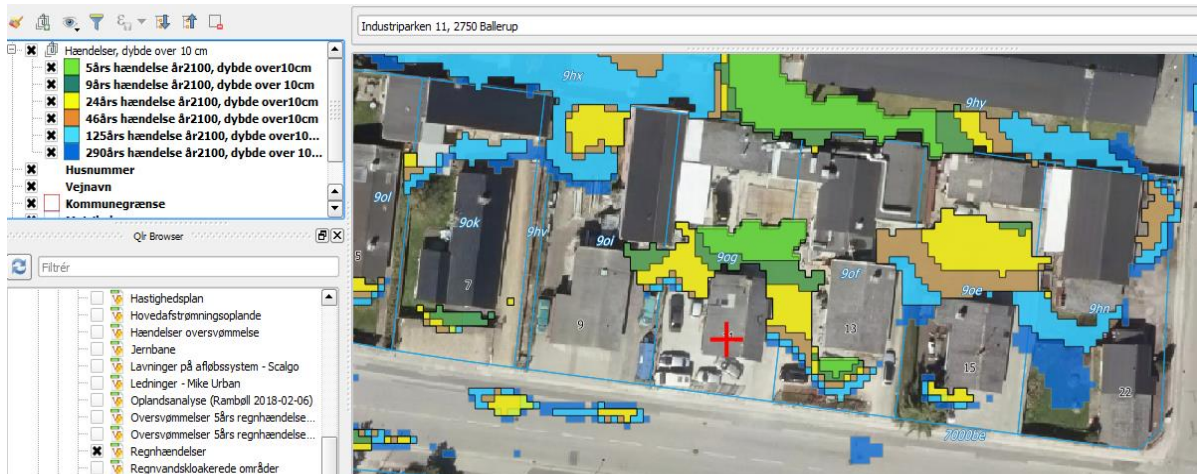 Industriparken 11, 2750 Ballerup
Hændelser, dybde over 10 cm
5års hændelse år2100, dybde over10cm
9års hændelse år2100, dybde over 10cm
24års hændelse år2100, dybde over10cm
46års hændelse år2100, dybde over10cm
125års hændelse år2100, dybde over10...
290års hændelse år2100, dybde over 10...
Husnummer
Vejnavn
Kommunegrænse
Qlr Browser
Filtrér
Hastighedsplan
Hovedafstrømningsoplande
Hændelser oversvømmelse
Jernbane
Lavninger på afløbssystem - Scalgo
Ledninger - Mike Urban
Oplandsanalyse (Rambøll 2018-02-06)
Oversvømmelser 5års regnhændelse...
Oversvømmelser 5års regnhændelse...
Regnhændelser
Regnvandskloakerede områder
9hx
9hy
9ol
9ok
9hv
9oi
9og
9of
9oe
9hn
5
7
9
13
15
22
7000be